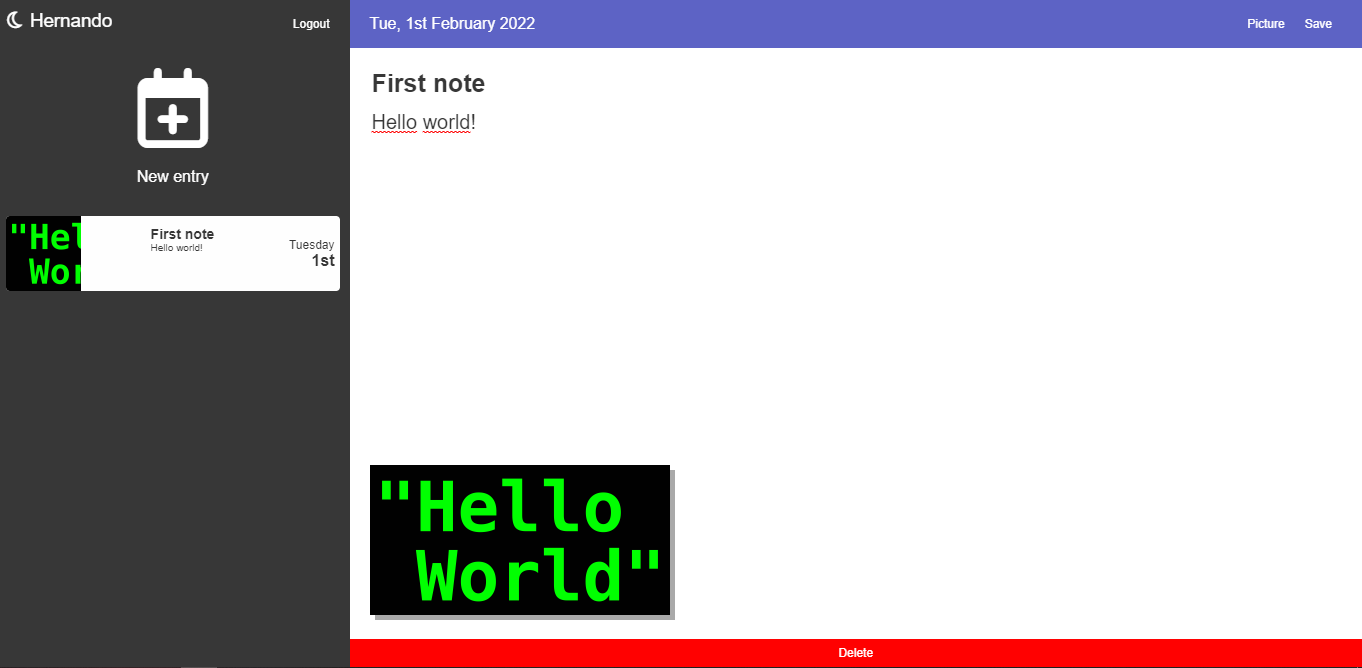 Hernando
Logout
New entry
"Hel
Wor
First note
Hello world!
Tuesday
1st
Tue, 1st February 2022
Picture
Save
First note
Hello world!
"Hello
World"
Delete